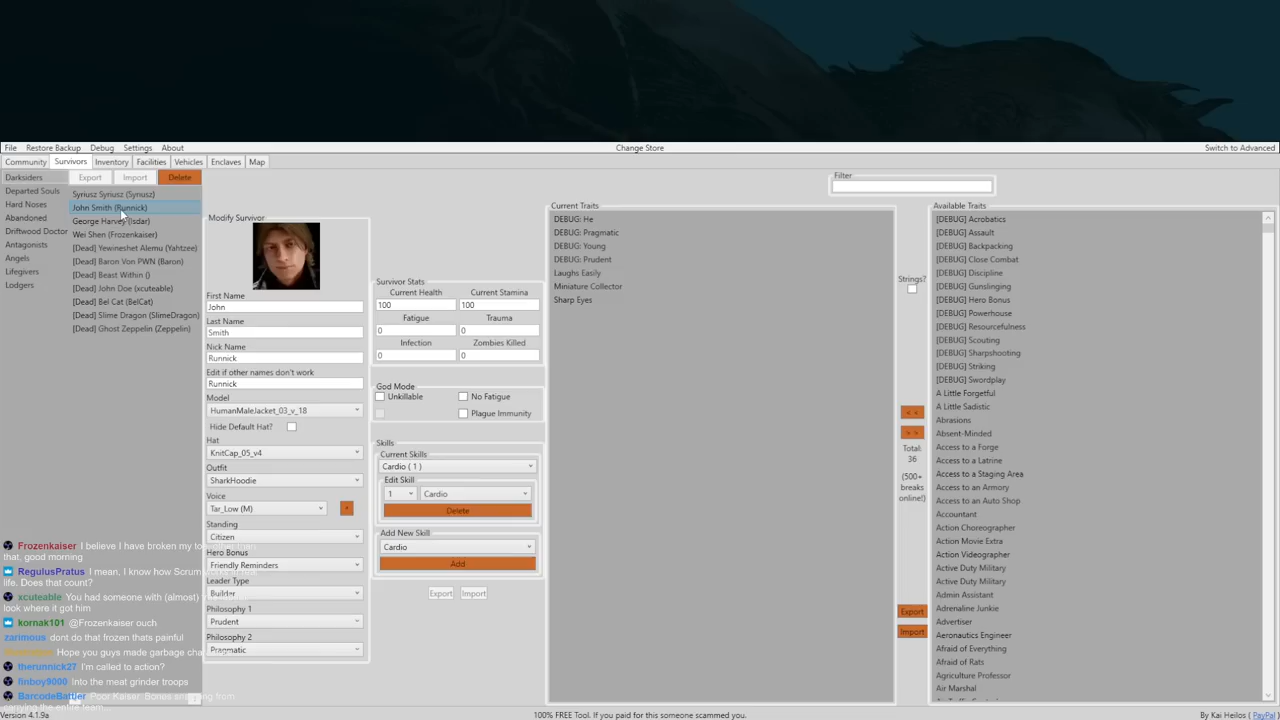 File Restore Backup Debug Settings About Change Store Switch to Advanced
Community Survivors Inventory Facilities Vehicles Enclaves Map
Darksiders
Departed Souls
Hard Noses
Abandoned
Driftwood Doctor
Antagonists
Angels
Lifegivers
Lodgers
Export Import Delete
Syriusz Syriusz (Syriusz)
John Smith (Runnick)
George Harvey (Isdar)
Wei Shen (Frozenkaiser)
[Dead] Yewineshet Alemu (Yahtzee)
[Dead] Baron Von PWN (Baron)
[Dead] Beast Within ()
[Dead] John Doe (xcuteable)
[Dead] Bel Cat (BelCat)
[Dead] Slime Dragon (SlimeDragon)
[Dead] Ghost Zeppelin (Zeppelin)
Modify Survivor
First Name
John
Last Name
Smith
Nick Name
Runnick
Edit if other names don't work
Runnick
Model
HumanMaleJacket_03_v_18
Hide Default Hat?
Hat
KnitCap_05_v4
Outfit
SharkHoodie
Voice
Tar_Low (M)
Standing
Citizen
Hero Bonus
Friendly Reminders
Leader Type
Builder
Philosophy 1
Prudent
Philosophy 2
Pragmatic
Survivor Stats
Current Health Current Stamina
100 100
Fatigue Trauma
0 0
Infection Zombies Killed
0 0
God Mode
Unkillable No Fatigue
Plague Immunity
Skills
Current Skills
Cardio ( 1 )
Edit Skill
1 Cardio
Delete
Add New Skill
Cardio
Add
Export Import
Current Traits
DEBUG: He
DEBUG: Pragmatic
DEBUG: Young
DEBUG: Prudent
Laughs Easily
Miniature Collector
Sharp Eyes
Filter
Strings?
< <
> >
Total:
36
(500+
breaks
online!)
Export
Import
Available Traits
[DEBUG] Acrobatics
[DEBUG] Assault
[DEBUG] Backpacking
[DEBUG] Close Combat
[DEBUG] Discipline
[DEBUG] Gunslinging
[DEBUG] Hero Bonus
[DEBUG] Powerhouse
[DEBUG] Resourcefulness
[DEBUG] Scouting
[DEBUG] Sharpshooting
[DEBUG] Striking
[DEBUG] Swordplay
A Little Forgetful
A Little Sadistic
Abrasions
Absent-Minded
Access to a Forge
Access to a Latrine
Access to a Staging Area
Access to an Armory
Access to an Auto Shop
Accountant
Action Choreographer
Action Movie Extra
Action Videographer
Active Duty Military
Active Duty Military
Admin Assistant
Adrenaline Junkie
Advertiser
Aeronautics Engineer
Afraid of Everything
Afraid of Rats
Agriculture Professor
Air Marshal
Frozenkaiser I believe I have broken my to
that, good morning
RegulusPratus I mean, I know how Scrum
life. Does that count?
xcuteable You had someone with (almost)
look where it got him
kornak101 @Frozenkaiser ouch
zarimous dont do that frozen thats painful
Hope you guys made garbage cha
therunnick27 I'm called to action?
finboy9000 Into the meat grinder troops
BarcodeBattler Poor Kaiser. Bones snapping from
carrying the entire team...
Version 4.1.9a 100% FREE Tool. If you paid for this someone scammed you. By Kai Heilos ( PayPal )